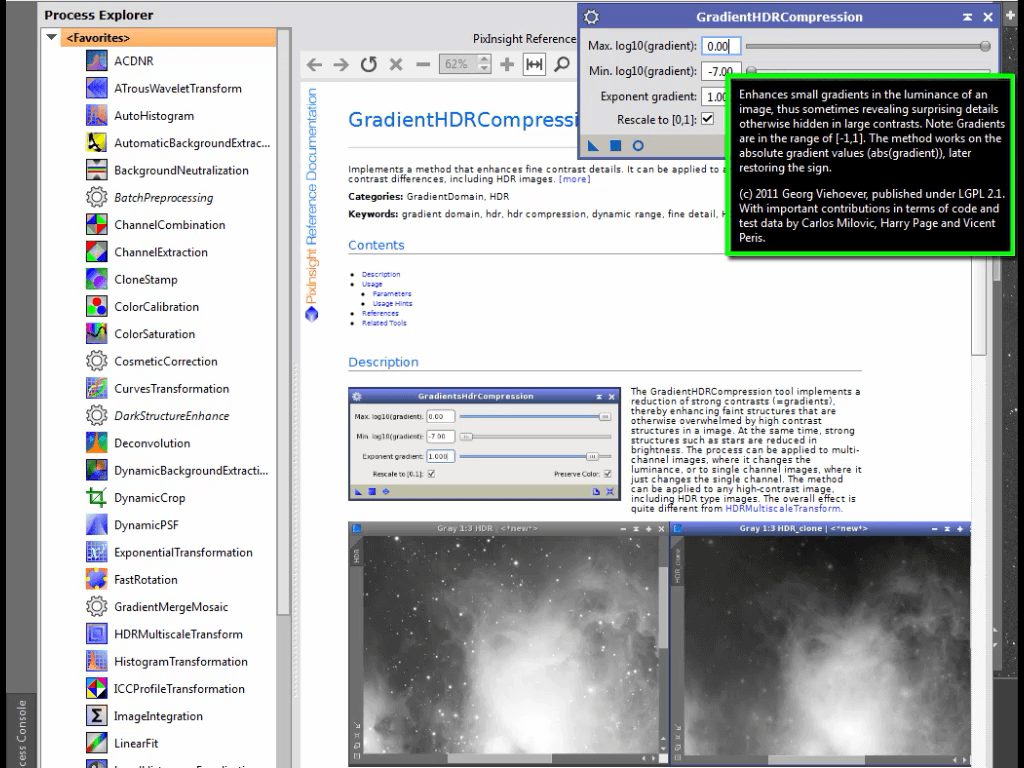 Process Explorer
<Favorites>
ACDNR
ATrousWaveletTransform
AutoHistogram
AutomaticBackgroundExtrac...
BackgroundNeutralization
BatchPreprocessing
ChannelCombination
ChannelExtraction
CloneStamp
ColorCalibration
ColorSaturation
CosmeticCorrection
CurvesTransformation
DarkStructureEnhance
Deconvolution
DynamicBackgroundExtracti...
DynamicCrop
DynamicPSF
ExponentialTransformation
FastRotation
GradientMergeMosaic
HDRMultiscaleTransform
HistogramTransformation
ICCProfileTransformation
ImageIntegration
LinearFit
cess Console
PixInsight Reference
62%
PixInsight Reference Documentation
GradientHDRCompressi
Implements a method that enhances fine contrast details. It can be applied to a
contrast differences, including HDR images. [more]
Categories: GradientDomain, HDR
Keywords: gradient domain, hdr, hdr compression, dynamic range, fine detail, H
Contents
Description
Usage
Parameters
Usage Hints
References
Related Tools
Description
GradientsHdrCompression
Max. log10(gradient): 0.00
Min. log10(gradient): -7.00
Exponent gradient: 1.000
Rescale to [0,1]: Preserve Color:
The GradientHDRCompression tool implements a
reduction of strong contrasts (=gradients),
thereby enhancing faint structures that are
otherwise overwhelmed by high contrast
structures in a image. At the same time, strong
structures such as stars are reduced in
brightness. The process can be applied to multi-
channel images, where it changes the
luminance, or to single channel images, where it
just changes the single channel. The method
can be applied to any high-contrast image,
including HDR type images. The overall effect is
quite different from HDRMultiscaleTransform.
Gray 1:3 HDR | <*new*>
HDR
Gray 1:3 HDR_clone | <*new*>
HDR_clone
GradientHDRCompression
Max. log10(gradient): 0.00
Min. log10(gradient): -7.00
Exponent gradient: 1.00
Rescale to [0,1]:
Enhances small gradients in the luminance of an
image, thus sometimes revealing surprising details
otherwise hidden in large contrasts. Note: Gradients
are in the range of [-1,1]. The method works on the
absolute gradient values (abs(gradient)), later
restoring the sign.
(c) 2011 Georg Viehoever, published under LGPL 2.1.
With important contributions in terms of code and
test data by Carlos Milovic, Harry Page and Vicent
Peris.